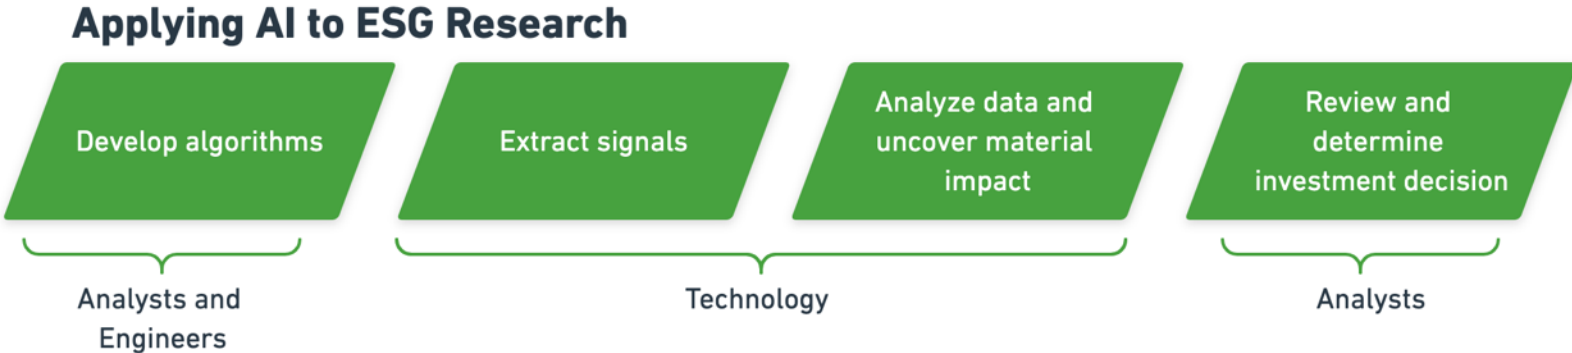 Applying AI to ESG Research
Develop algorithms
Extract signals
Analyze data and
uncover material
impact
Review and
determine
investment decision
Analysts and
Engineers
Technology
Analysts